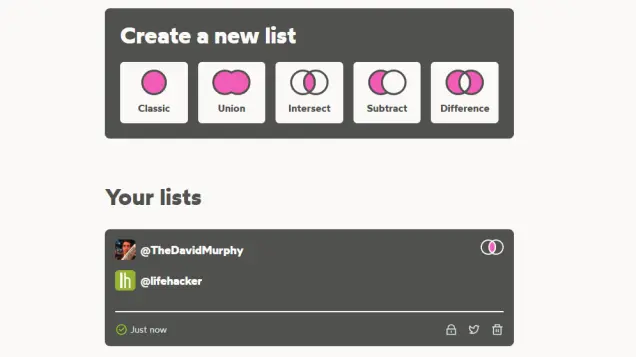 Create a new list
Classic Union Intersect Subtract Difference
Your lists
@TheDavidMurphy
lh @lifehacker
Just now